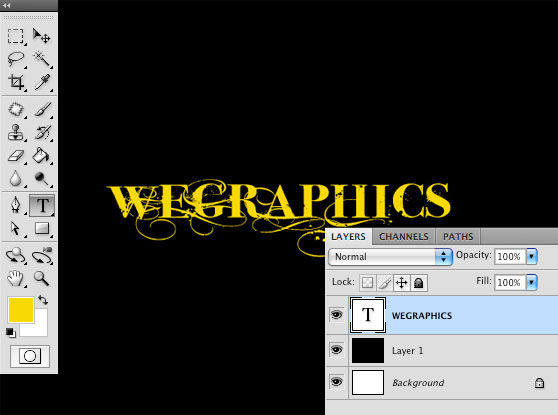 WEGRAPHICS
LAYERS CHANNELS PATHS
Normal Opacity: 100%
Lock: Fill: 100%
T WEGRAPHICS
Layer 1
Background